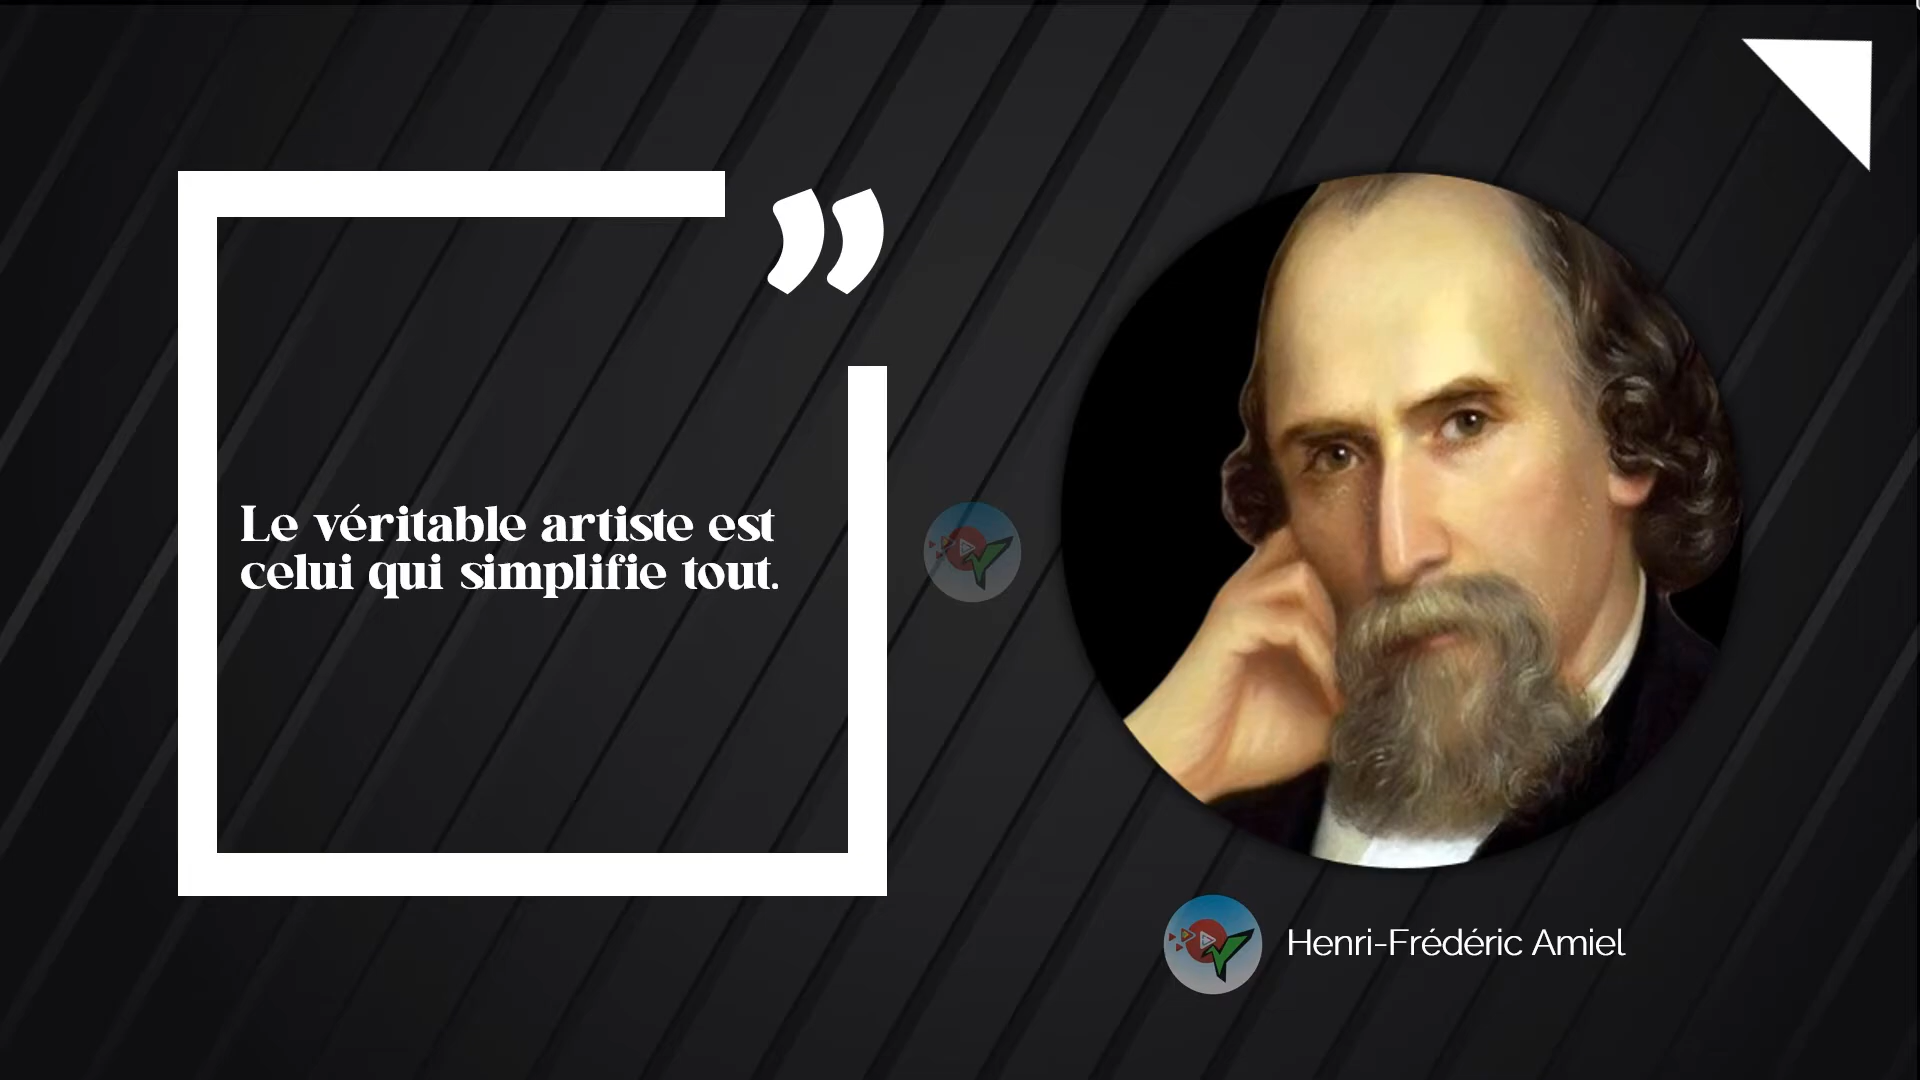 Le véritable artiste est
celui qui simplifie tout.
Henri-Frédéric Amiel